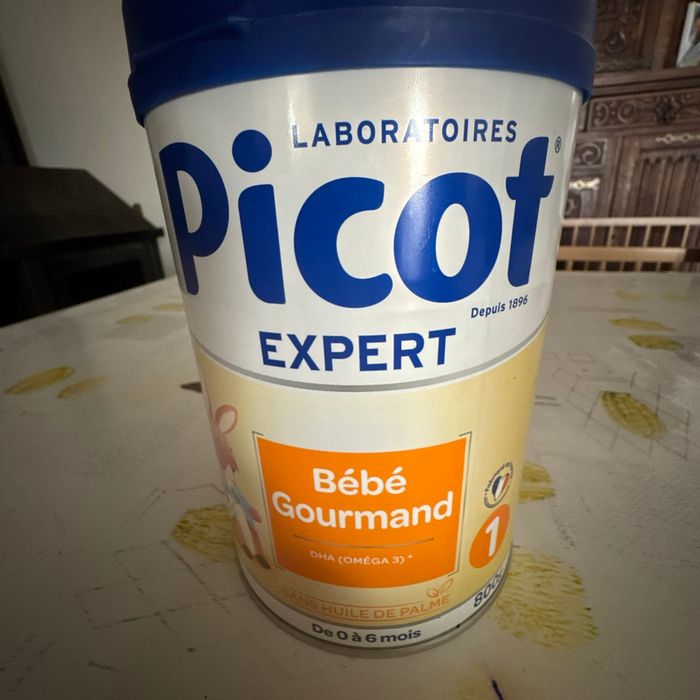 LABORATOIRES
Picot®
Depuis 1896
EXPERT
Bébé
Gourmand
DHA (OMÉGA 3) *
1
SANS HUILE DE PALME
De 0 à 6 mois